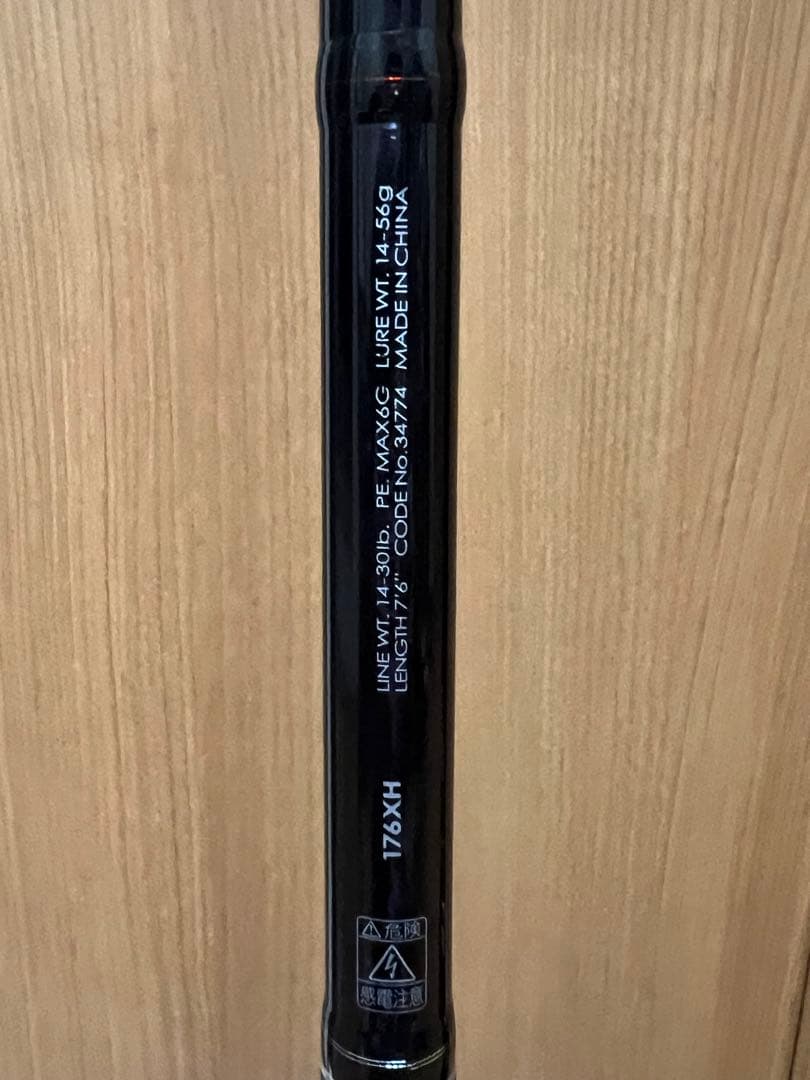 LINE WT. 14-30lb. PE. MAX6G LURE WT. 14-56g
LENGTH 7'6" CODE No.34774 MADE IN CHINA
176XH
⚠危険
感電注意